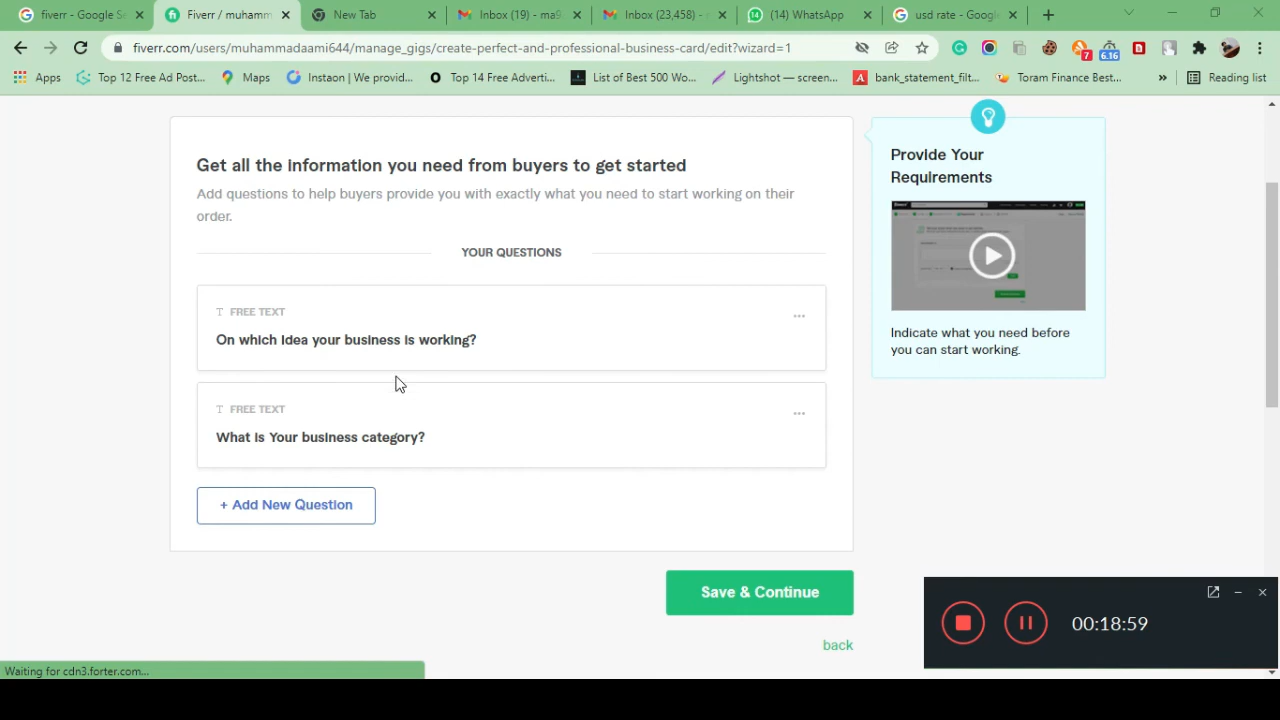 fiverr - Google Se
Fiverr / muhamm
New Tab
Inbox (19) - ma9
Inbox (23,458) -
(14) WhatsApp
usd rate - Google
fiverr.com/users/muhammadaami644/manage_gigs/create-perfect-and-professional-business-card/edit?wizard=1
7
6.16
Apps
Top 12 Free Ad Post...
Maps
Instaon | We provid...
Top 14 Free Adverti...
List of Best 500 Wo...
Lightshot — screen...
bank_statement_filt...
Toram Finance Best...
»
Reading list
Get all the information you need from buyers to get started
Add questions to help buyers provide you with exactly what you need to start working on their
order.
YOUR QUESTIONS
T FREE TEXT
On which idea your business is working?
T FREE TEXT
What is Your business category?
+ Add New Question
Save & Continue
back
Provide Your
Requirements
Indicate what you need before
you can start working.
00:18:59
Waiting for cdn3.forter.com...